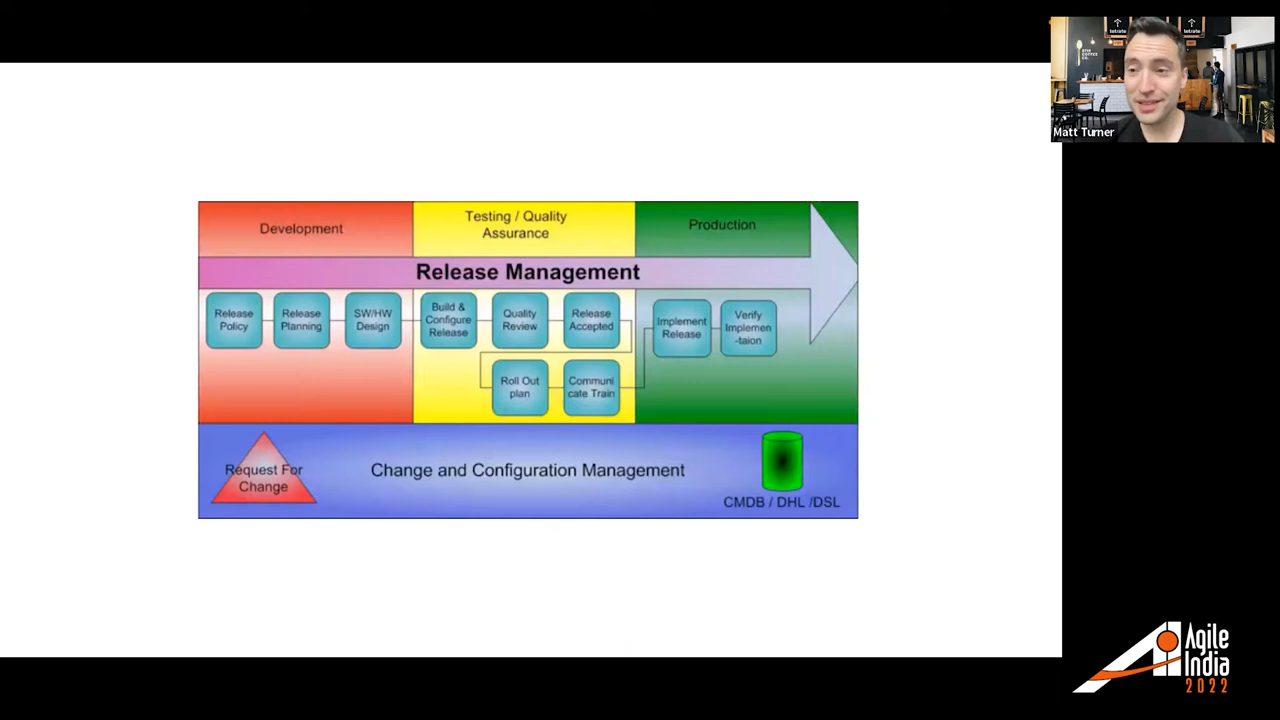 Development
Testing / Quality
Assurance
Production
Release Management
Release
Policy
Release
Planning
SW/HW
Design
Build &
Configure
Release
Quality
Review
Release
Accepted
Implement
Release
Verify
Implemen
-taion
Roll Out
plan
Communi
cate Train
Request For
Change
Change and Configuration Management
CMDB / DHL /DSL
Matt Turner
Agile
India
2022